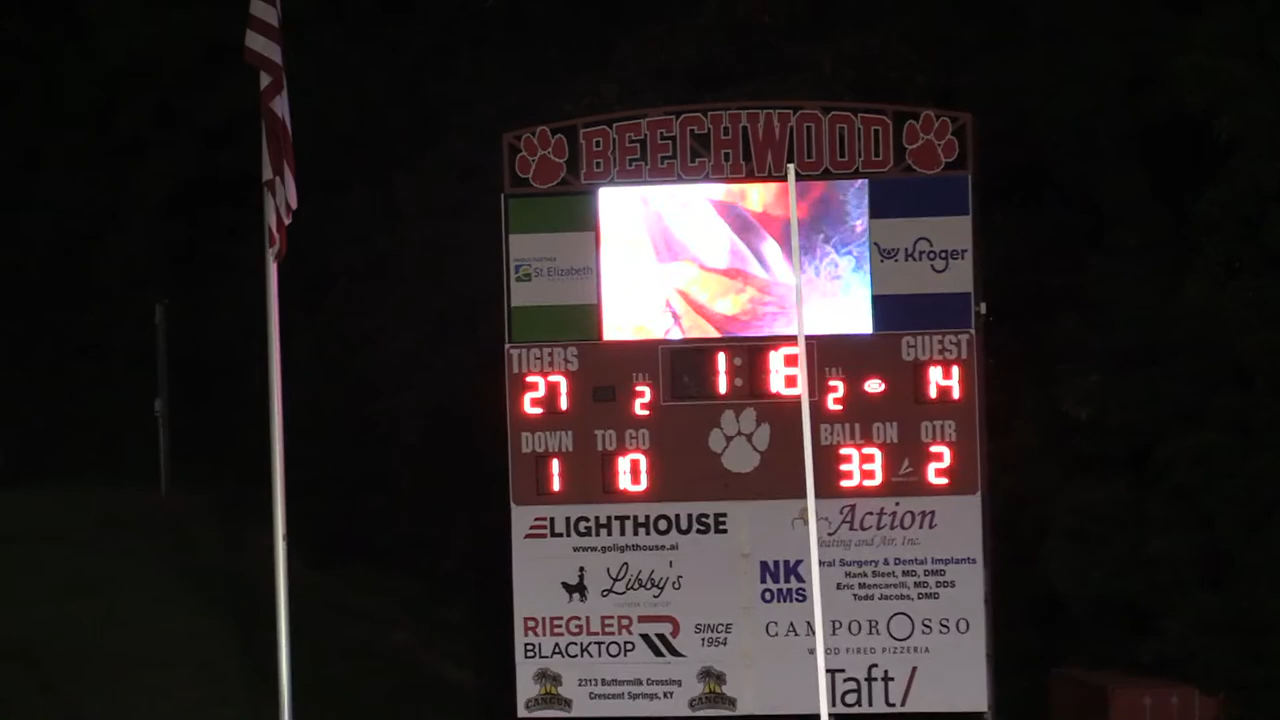 BEECHWOOD
St. Elizabeth
Kroger
TIGERS
27
T.O.L
2
1:16
T.O.L
2
GUEST
14
DOWN
1
TO GO
10
BALL ON
33
QTR
2
LIGHTHOUSE
www.golighthouse.ai
Libby's
SOUTHERN COMFORT
RIEGLER
BLACKTOP
SINCE
1954
CANCUN
2313 Buttermilk Crossing
Crescent Springs, KY
CANCUN
Action
Heating and Air, Inc.
NK
OMS
Oral Surgery & Dental Implants
Hank Sleet, MD, DMD
Eric Mencarelli, MD, DDS
Todd Jacobs, DMD
CAMPOROSSO
WOOD FIRED PIZZERIA
Taft/